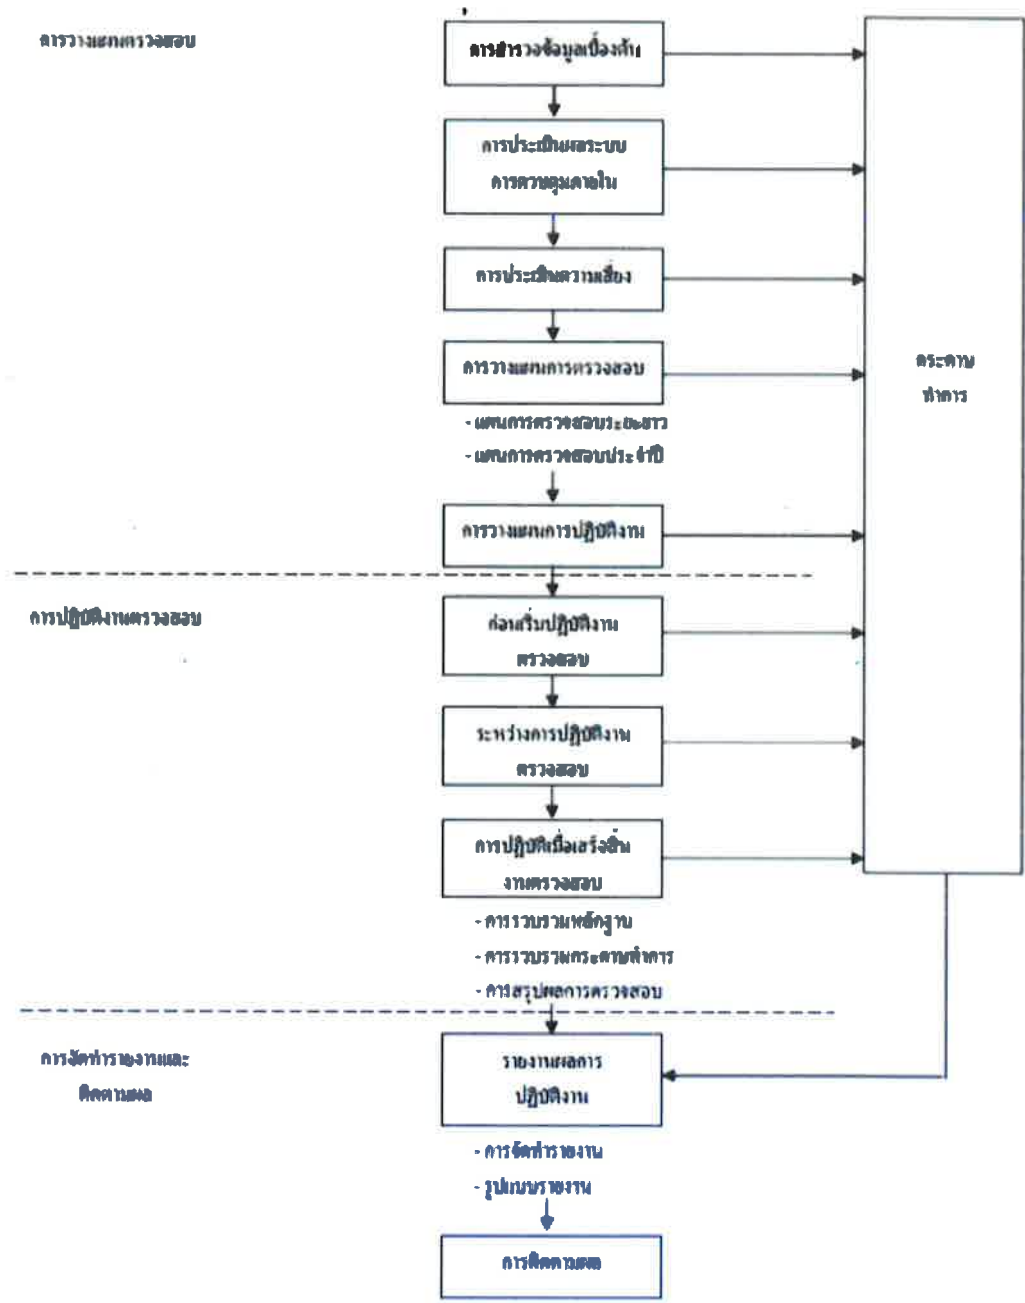 การวางแผนตรวจสอบ
การสำรวจข้อมูลเบื้องต้น
การประเมินผลระบบ
การควบคุมภายใน
การประเมินความเสี่ยง
การวางแผนการตรวจสอบ
- แผนการตรวจสอบระยะยาว
- แผนการตรวจสอบประจำปี
การวางแผนการปฏิบัติงาน
กระดาษ
ทำการ
การปฏิบัติงานตรวจสอบ
ก่อนเริ่มปฏิบัติงาน
ตรวจสอบ
ระหว่างการปฏิบัติงาน
ตรวจสอบ
การปฏิบัติเมื่อเสร็จสิ้น
งานตรวจสอบ
- การรวบรวมหลักฐาน
- การรวบรวมกระดาษทำการ
- การสรุปผลการตรวจสอบ
การจัดทำรายงานและ
ติดตามผล
รายงานผลการ
ปฏิบัติงาน
- การจัดทำรายงาน
- รูปแบบรายงาน
การติดตามผล